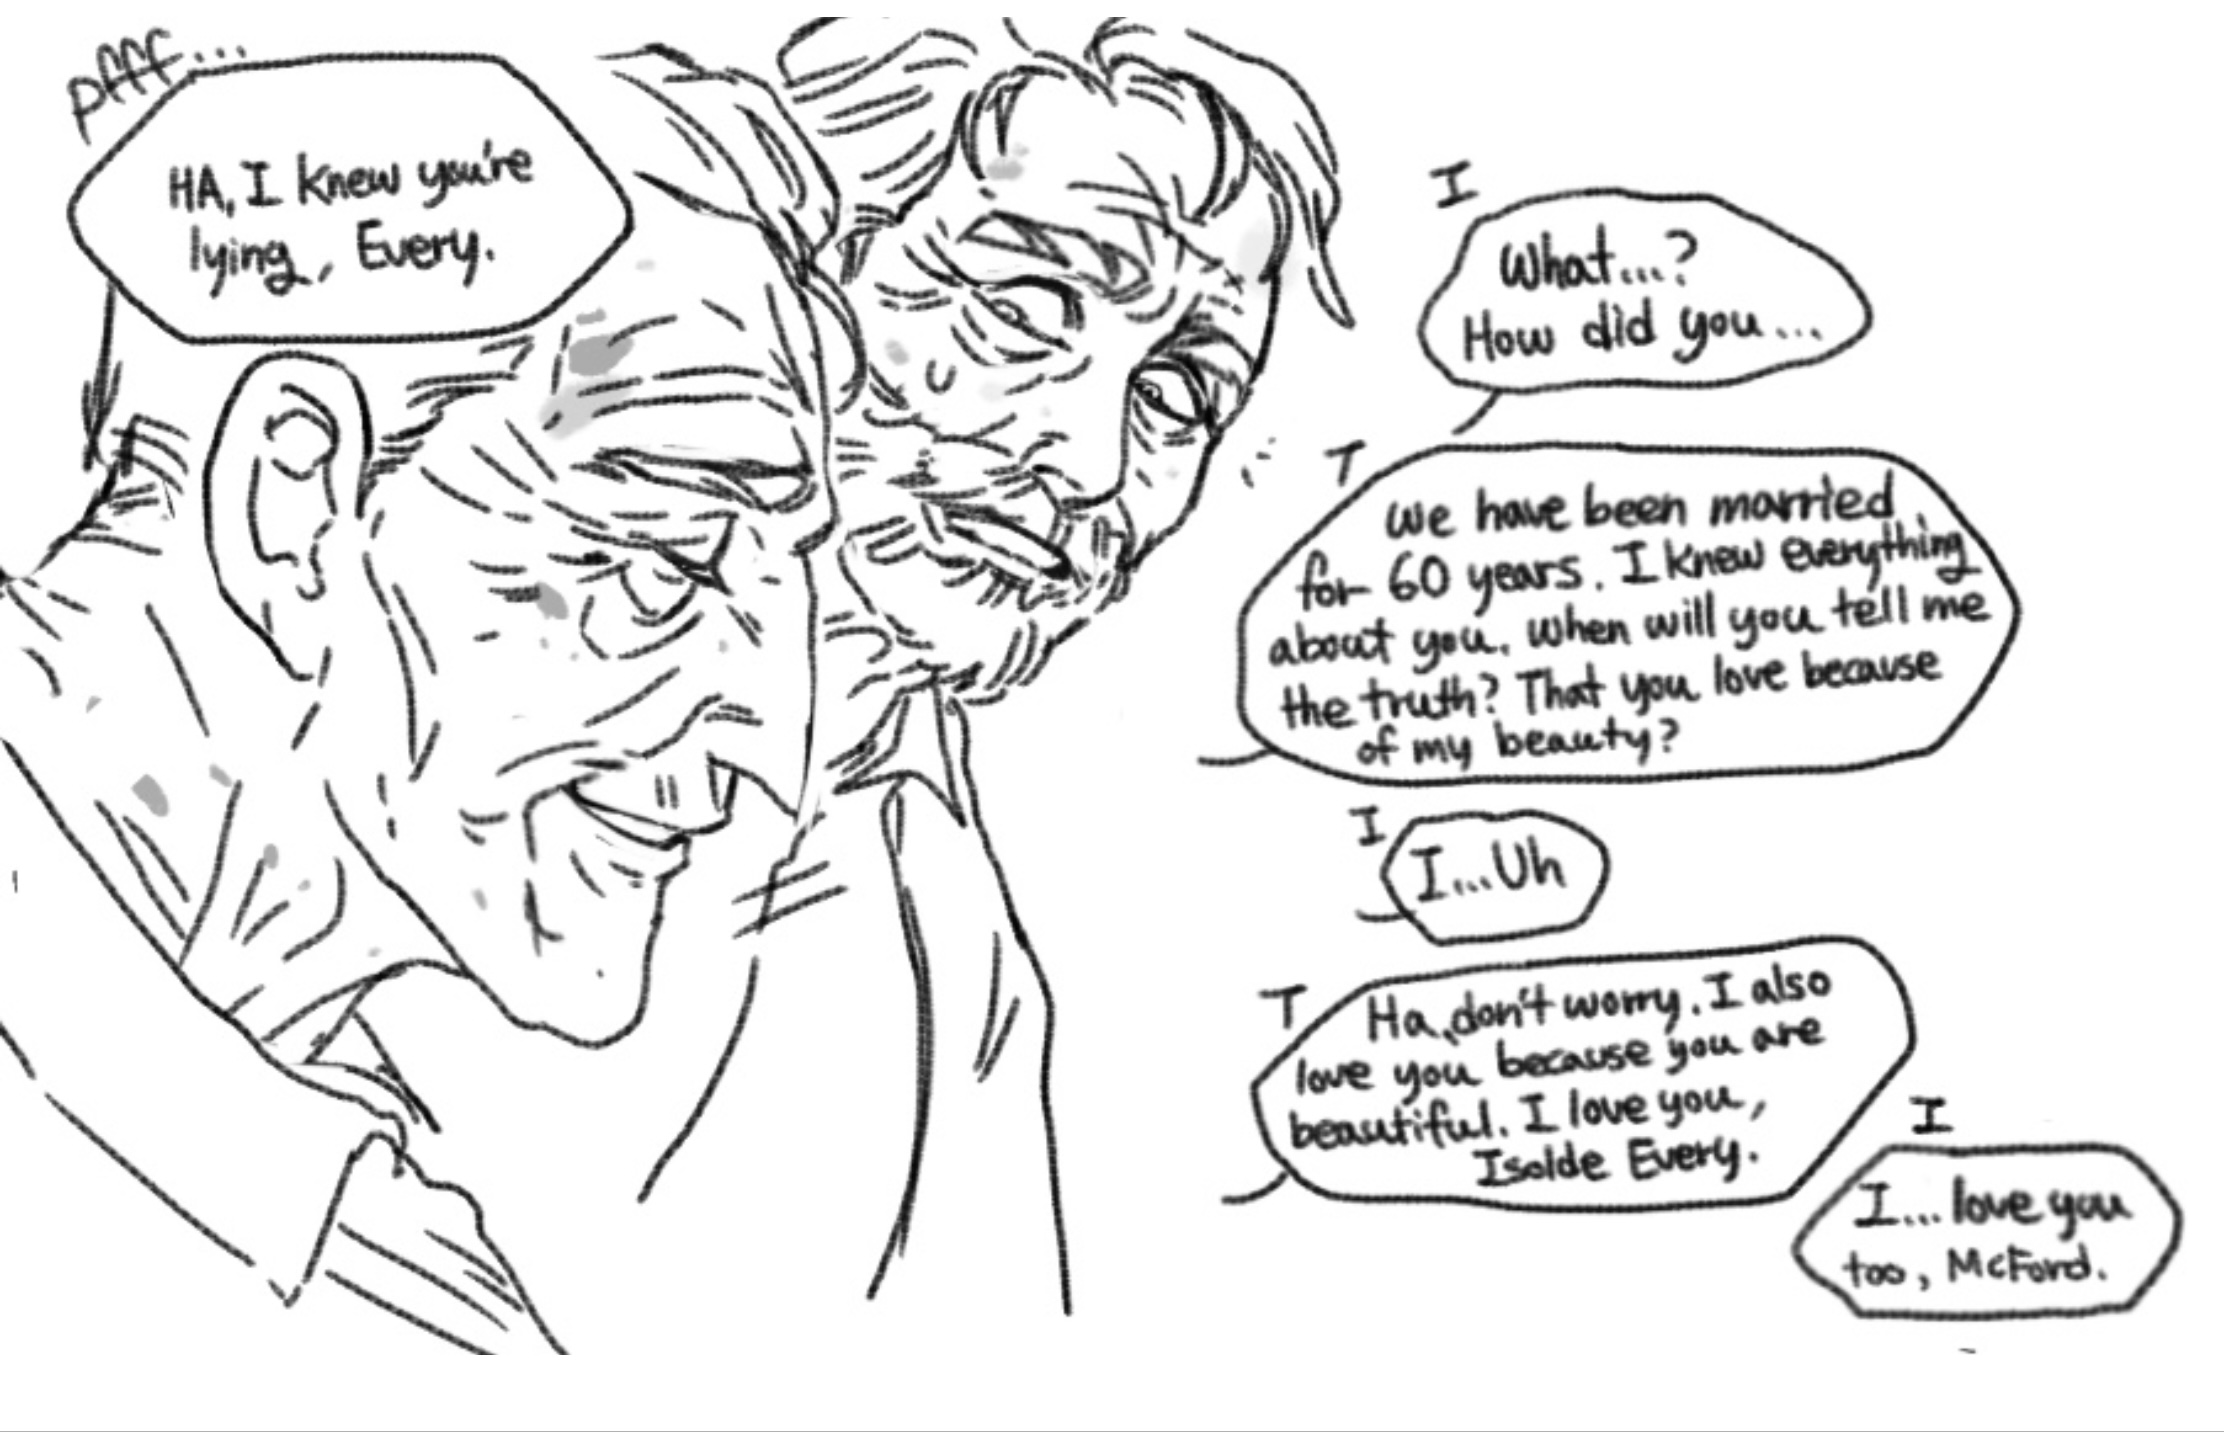 pfff...
HA, I knew you're
lying, Every.
I
What...?
How did you...
T
We have been married
for 60 years. I knew everything
about you. When will you tell me
the truth? That you love because
of my beauty?
I
I...Uh
T
Ha, don't worry. I also
love you because you are
beautiful. I love you,
Isolde Every.
I
I...love you
too, McFord.